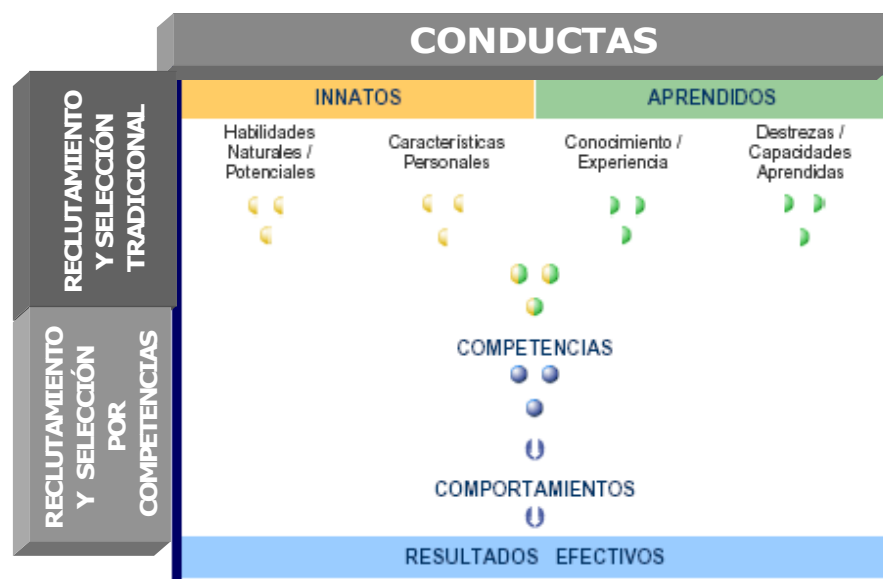 CONDUCTAS
RECLUTAMIENTO
Y SELECCIÓN
TRADICIONAL
INNATOS
APRENDIDOS
Habilidades
Naturales /
Potenciales
Características
Personales
Conocimiento /
Experiencia
Destrezas /
Capacidades
Aprendidas
RECLUTAMIENTO
Y SELECCIÓN
POR
COMPETENCIAS
COMPETENCIAS
COMPORTAMIENTOS
RESULTADOS EFECTIVOS